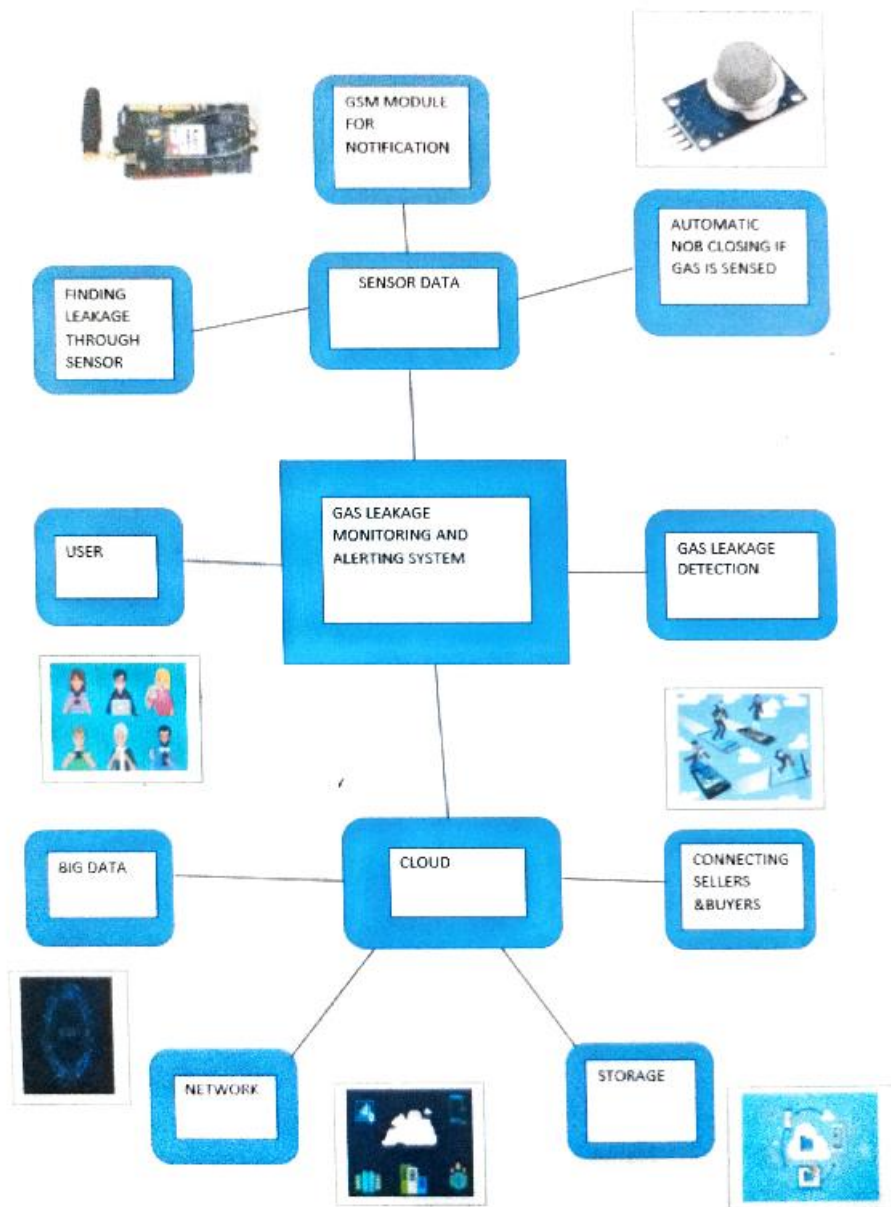 GSM MODULE
FOR
NOTIFICATION
AUTOMATIC
NOB CLOSING IF
GAS IS SENSED
SENSOR DATA
FINDING
LEAKAGE
THROUGH
SENSOR
GAS LEAKAGE
MONITORING AND
ALERTING SYSTEM
USER
GAS LEAKAGE
DETECTION
BIG DATA
CLOUD
CONNECTING
SELLERS
&BUYERS
NETWORK
STORAGE